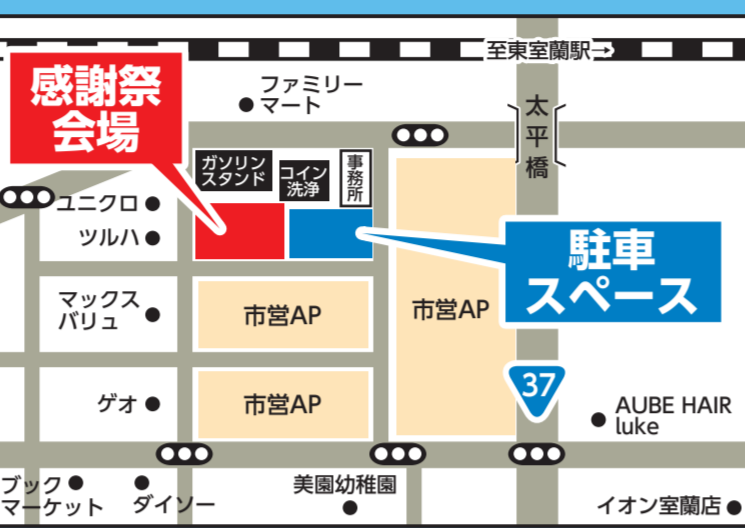 至東室蘭駅→
感謝祭
会場
ファミリー
マート
太平橋
ガソリン
スタンド
コイン
洗浄
事務所
ユニクロ
ツルハ
駐車
スペース
マックス
バリュ
市営AP
市営AP
ゲオ
市営AP
37
AUBE HAIR
luke
ブック
マーケット
ダイソー
美園幼稚園
イオン室蘭店